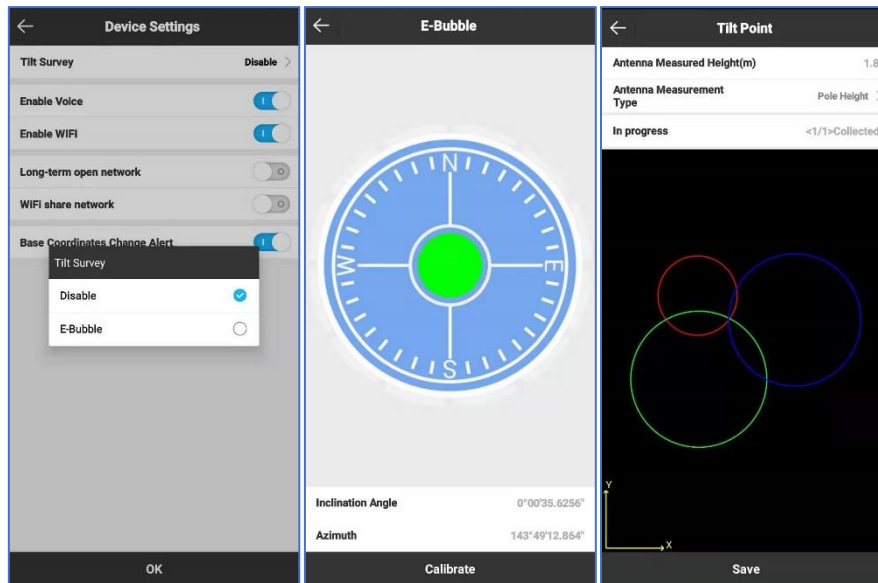 Device Settings
Tilt Survey Disable
Enable Voice
Enable WIFI
Long-term open network
WiFi share network
Base Coordinates Change Alert
Tilt Survey
Disable
E-Bubble
OK
E-Bubble
N
W E
S
Inclination Angle 0°00'35.6256"
Azimuth 143°49'12.864"
Calibrate
Tilt Point
Antenna Measured Height(m) 1.8
Antenna Measurement
Type Pole Height
In progress <1/1>Collected
Y
X
Save